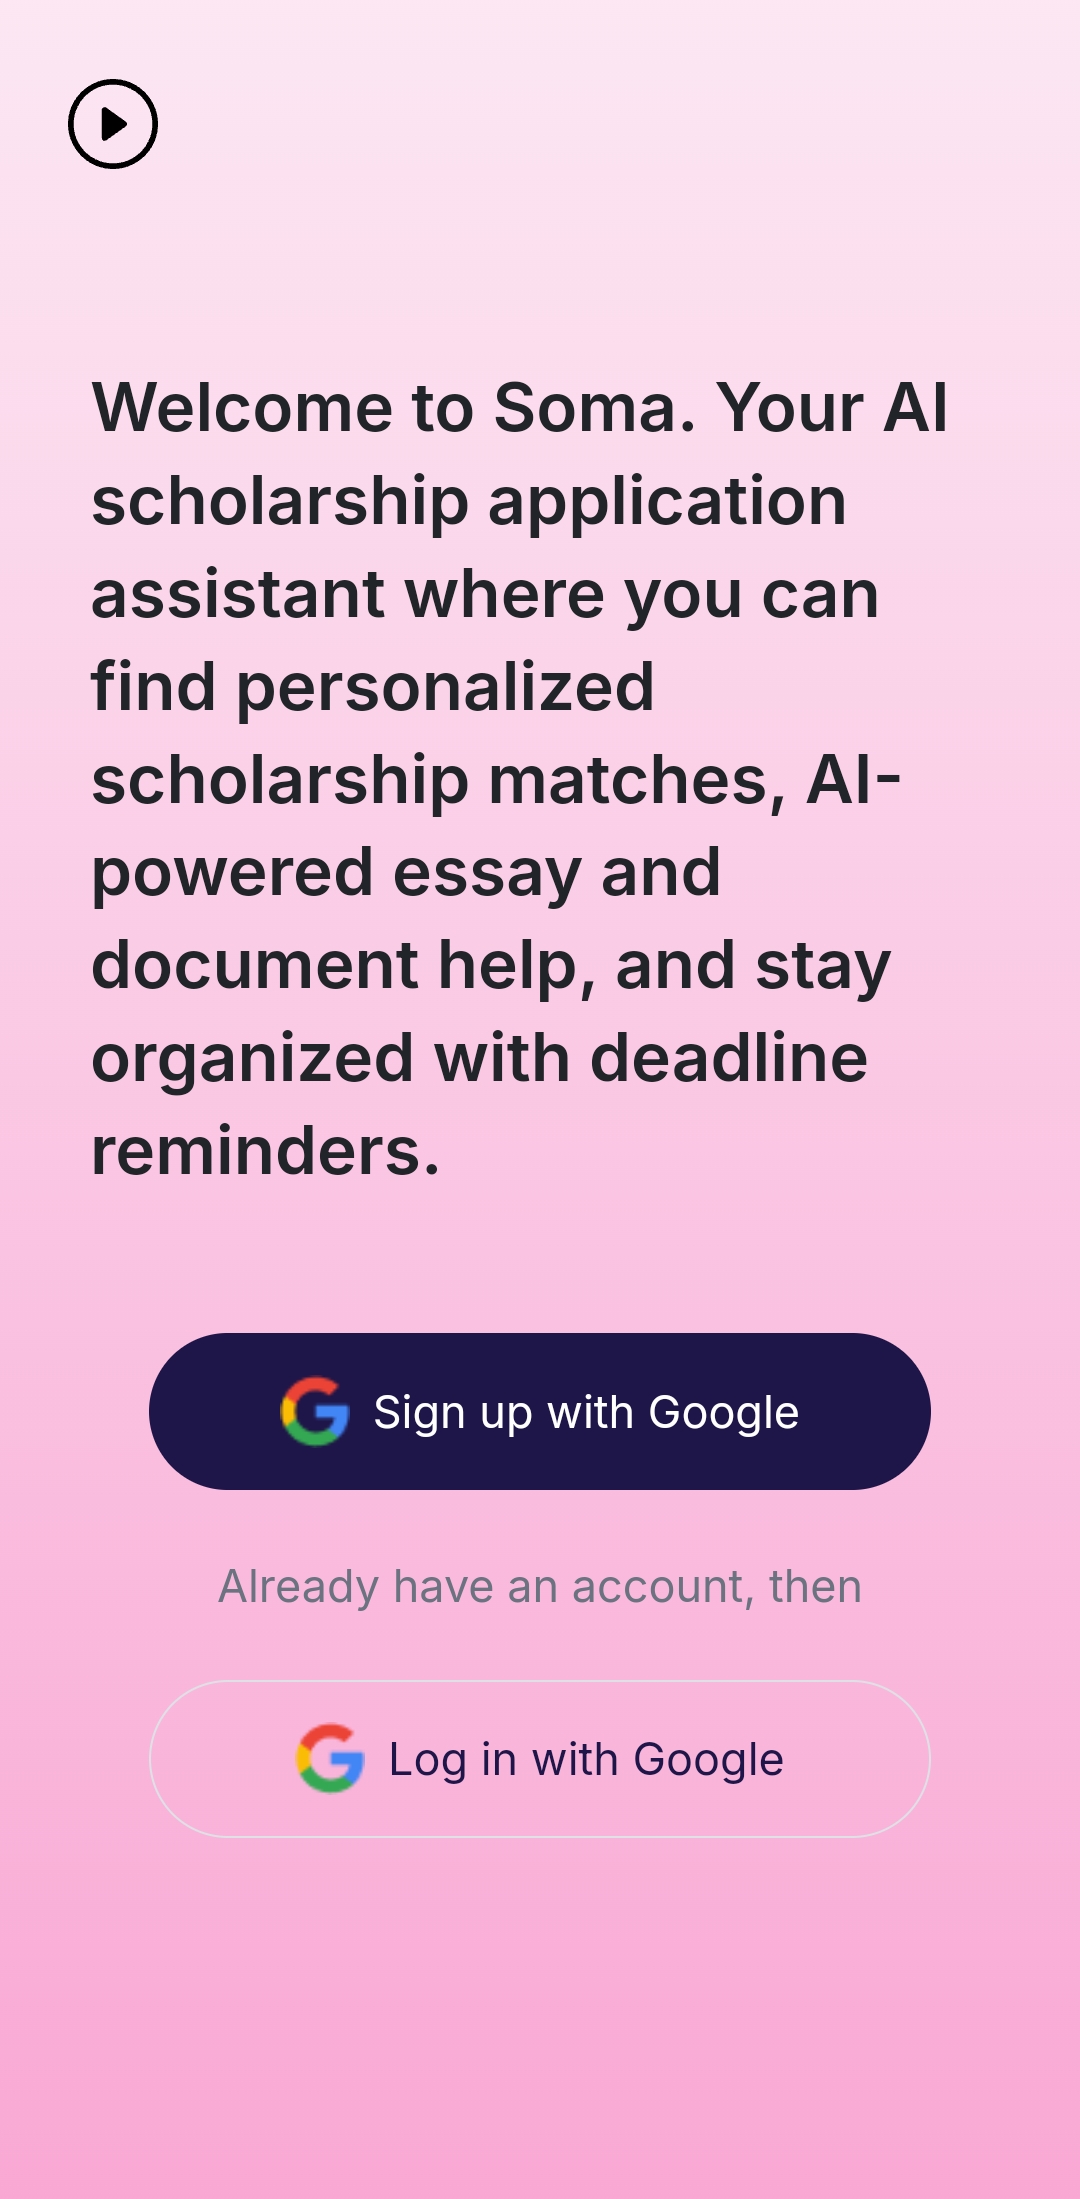 Welcome to Soma. Your AI
scholarship application
assistant where you can
find personalized
scholarship matches, AI-
powered essay and
document help, and stay
organized with deadline
reminders.
Sign up with Google
Already have an account, then
Log in with Google